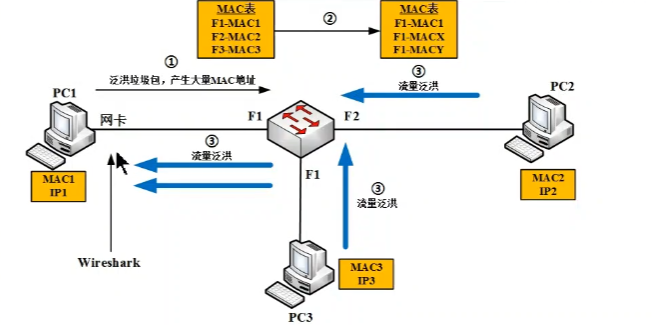 MAC表
F1-MAC1
F2-MAC2
F3-MAC3
②
MAC表
F1-MAC1
F1-MACX
F1-MACY
①
泛洪垃圾包，产生大量MAC地址
③
流量泛洪
PC1
PC2
网卡
F1
F2
③
流量泛洪
F1
③
流量泛洪
MAC1
IP1
MAC2
IP2
Wireshark
MAC3
IP3
PC3